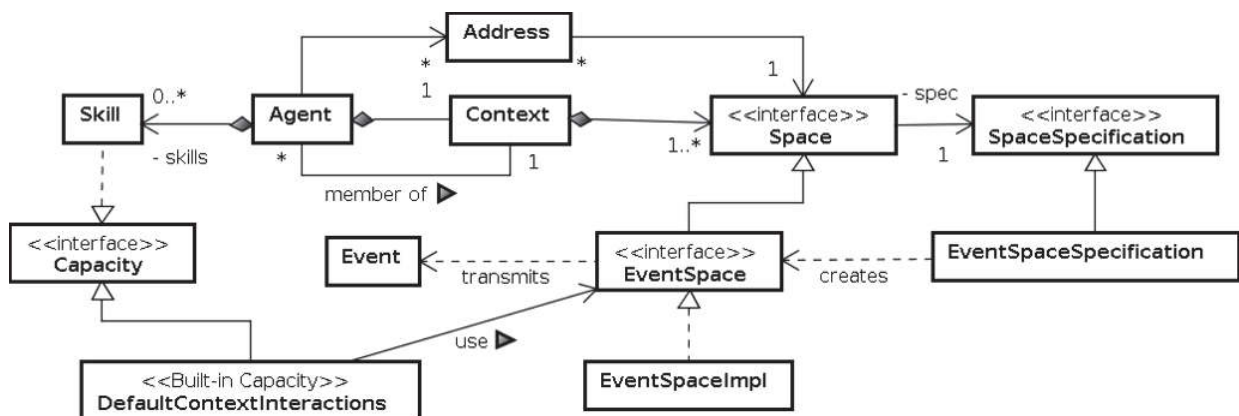 Address
*
*
1
0..*
1
- spec
Skill
Agent
Context
<<interface>>
Space
<<interface>>
SpaceSpecification
- skills
*
1
1..*
1
member of
<<interface>>
Capacity
Event
transmits
<<interface>>
EventSpace
creates
EventSpaceSpecification
use
<<Built-in Capacity>>
DefaultContextInteractions
EventSpaceImpl